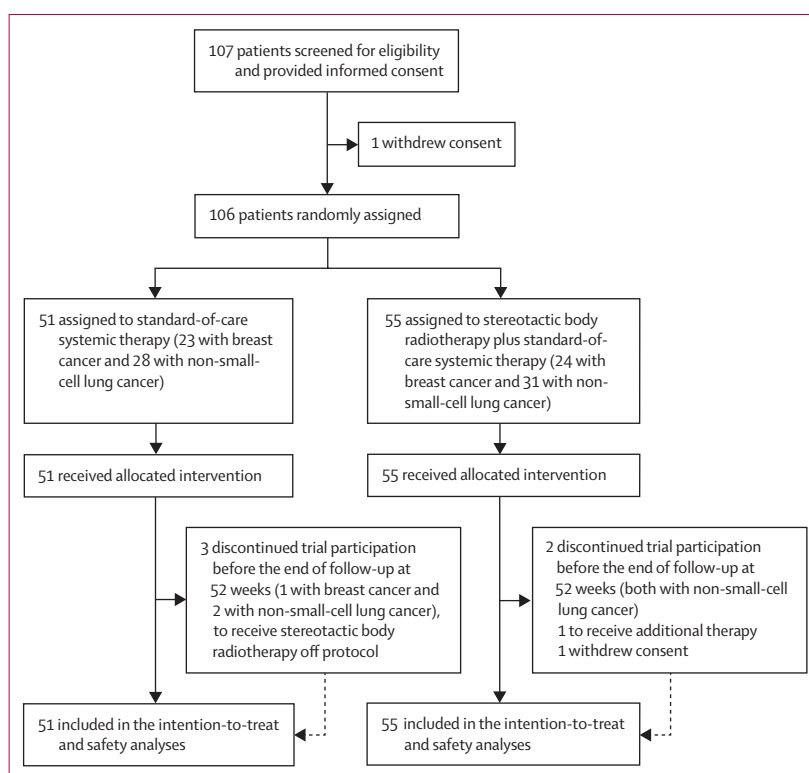 107 patients screened for eligibility
and provided informed consent
1 withdrew consent
106 patients randomly assigned
51 assigned to standard-of-care
systemic therapy (23 with breast
cancer and 28 with non-small-
cell lung cancer)
55 assigned to stereotactic body
radiotherapy plus standard-of-
care systemic therapy (24 with
breast cancer and 31 with non-
small-cell lung cancer)
51 received allocated intervention
55 received allocated intervention
3 discontinued trial participation
before the end of follow-up at
52 weeks (1 with breast cancer and
2 with non-small-cell lung cancer),
to receive stereotactic body
radiotherapy off protocol
2 discontinued trial participation
before the end of follow-up at
52 weeks (both with non-small-cell
lung cancer)
1 to receive additional therapy
1 withdrew consent
51 included in the intention-to-treat
and safety analyses
55 included in the intention-to-treat
and safety analyses